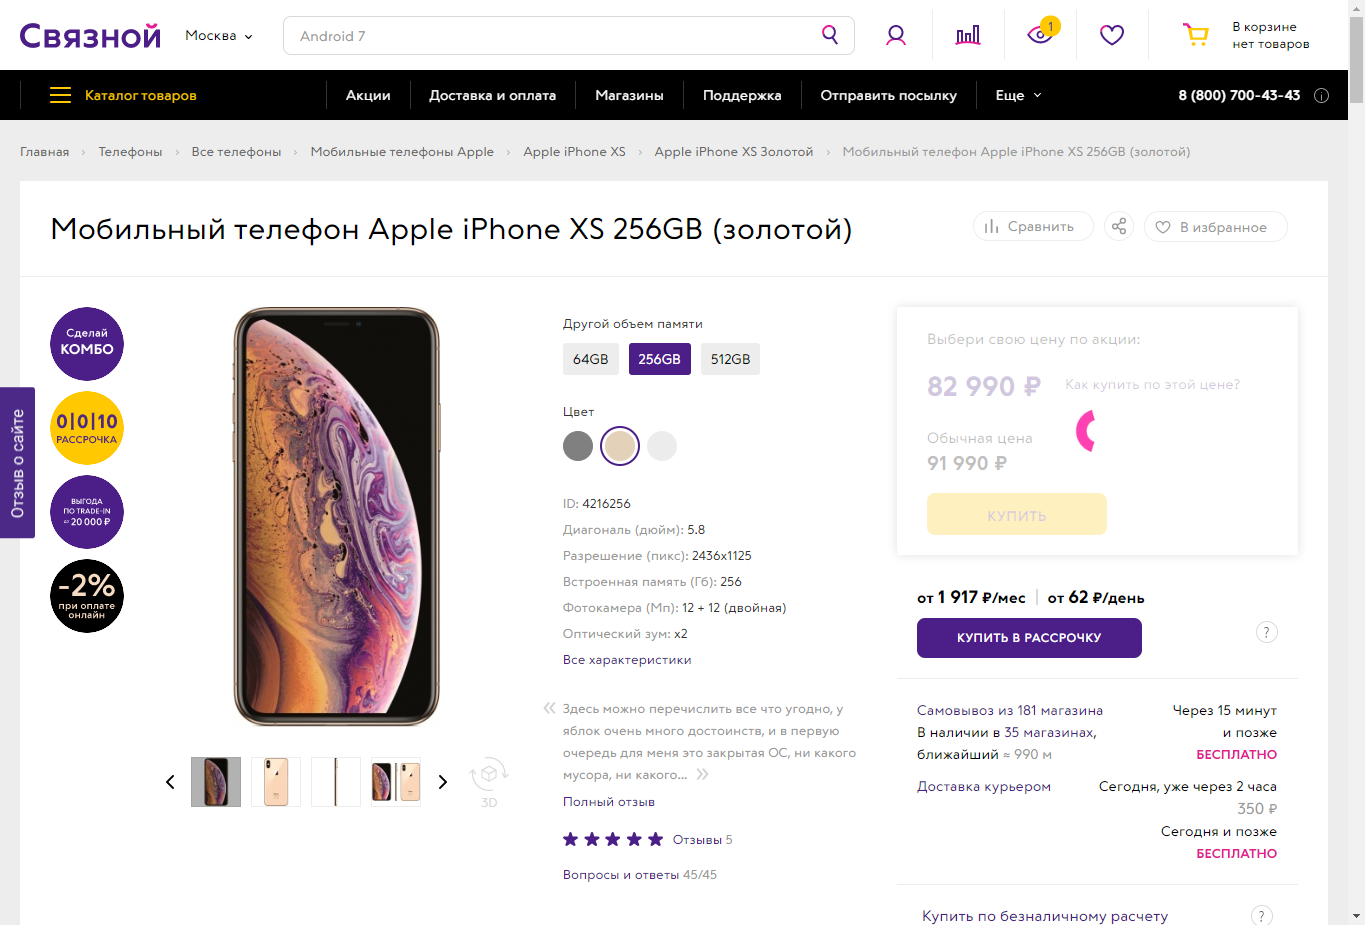 Связной
Москва
Android 7
1
В корзине
нет товаров
Каталог товаров
Акции
Доставка и оплата
Магазины
Поддержка
Отправить посылку
Еще
8 (800) 700-43-43
Главная › Телефоны › Все телефоны › Мобильные телефоны Apple › Apple iPhone XS › Apple iPhone XS Золотой › Мобильный телефон Apple iPhone XS 256GB (золотой)
Мобильный телефон Apple iPhone XS 256GB (золотой)
Сравнить
В избранное
Отзыв о сайте
Сделай
КОМБО
0|0|10
РАССРОЧКА
ВЫГОДА
ПО TRADE-IN
от 20 000 ₽
-2%
при оплате
онлайн
3D
Другой объем памяти
64GB
256GB
512GB
Цвет
ID: 4216256
Диагональ (дюйм): 5.8
Разрешение (пикс): 2436x1125
Встроенная память (Гб): 256
Фотокамера (Мп): 12 + 12 (двойная)
Оптический зум: x2
Все характеристики
« Здесь можно перечислить все что угодно, у
яблок очень много достоинств, и в первую
очередь для меня это закрытая ОС, ни какого
мусора, ни какого... »
Полный отзыв
Отзывы 5
Вопросы и ответы 45/45
Выбери свою цену по акции:
82 990 ₽
Как купить по этой цене?
Обычная цена
91 990 ₽
КУПИТЬ
от 1 917 ₽/мес | от 62 ₽/день
КУПИТЬ В РАССРОЧКУ
?
Самовывоз из 181 магазина
В наличии в 35 магазинах,
ближайший ≈ 990 м
Через 15 минут
и позже
БЕСПЛАТНО
Доставка курьером
Сегодня, уже через 2 часа
350 ₽
Сегодня и позже
БЕСПЛАТНО
Купить по безналичному расчету
?